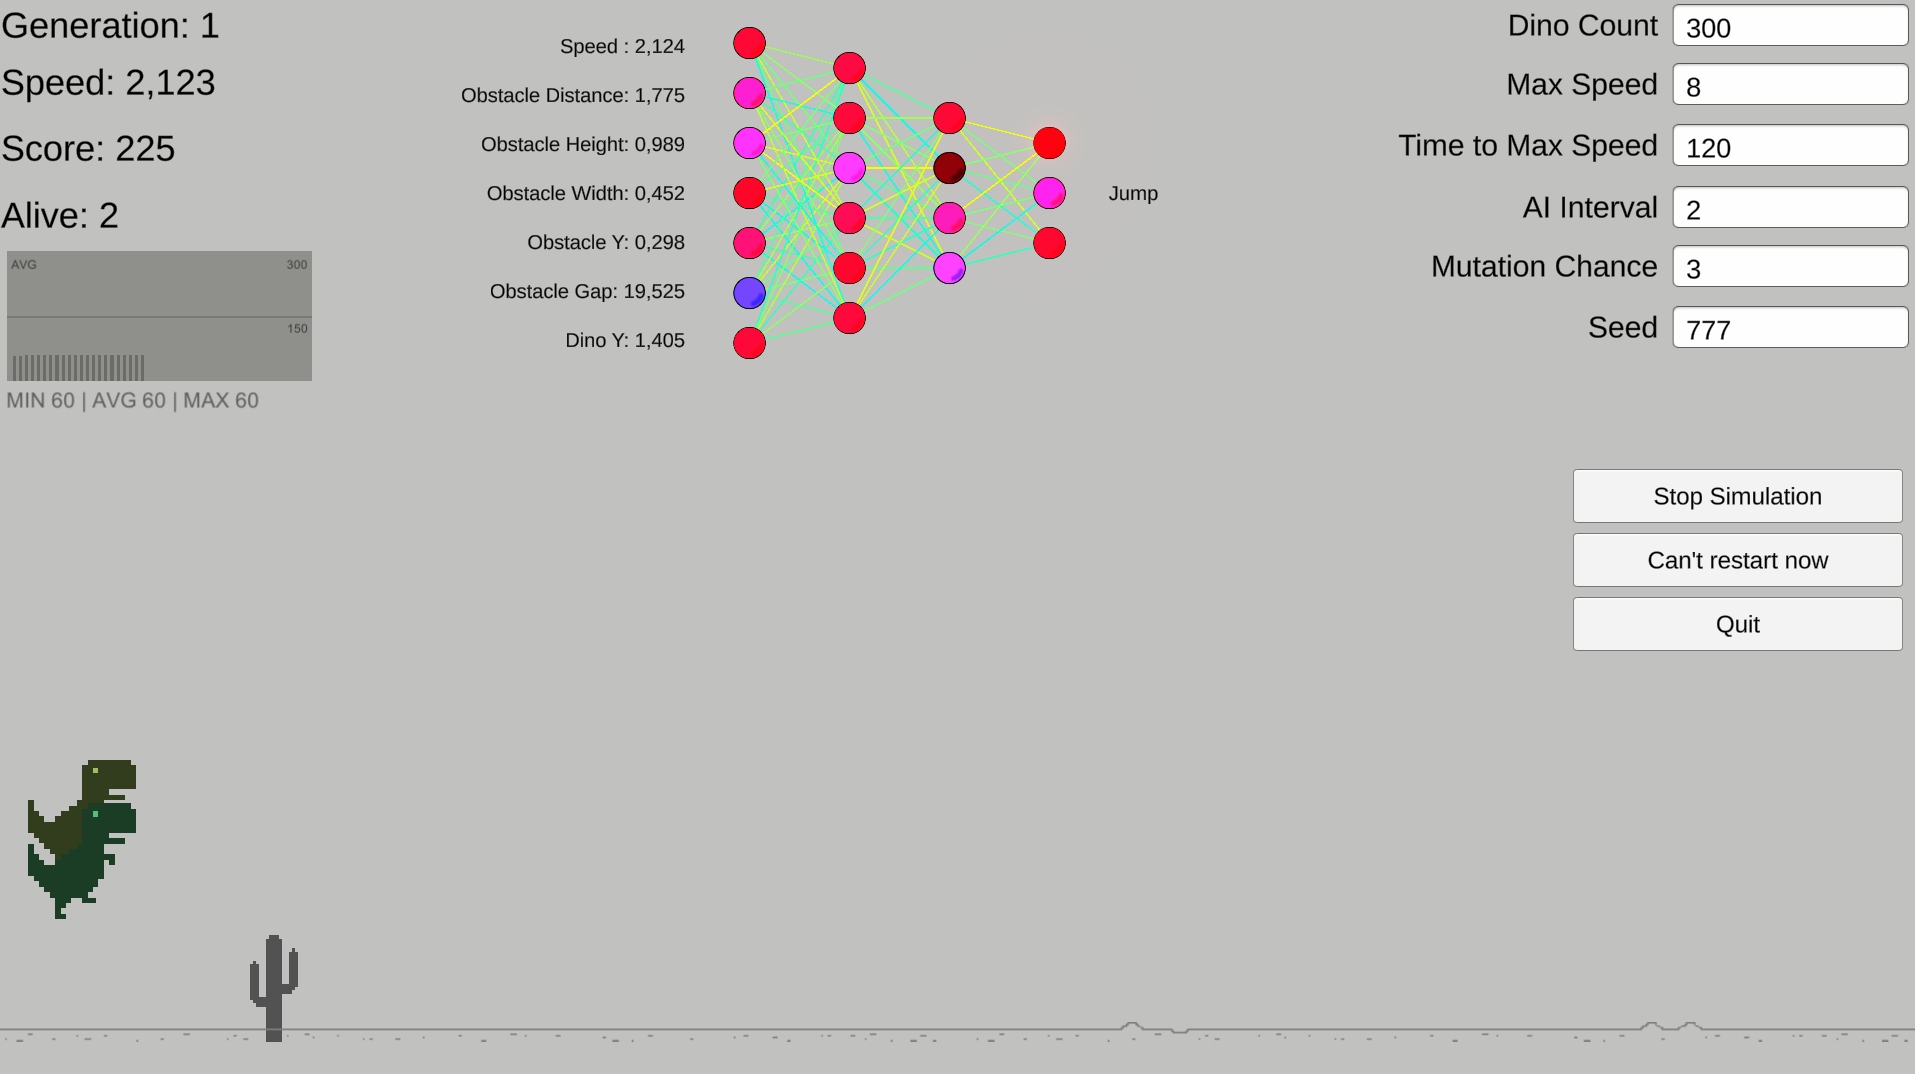 Generation: 1
Speed: 2,123
Score: 225
Alive: 2
AVG
300
150
MIN 60 | AVG 60 | MAX 60
Speed : 2,124
Obstacle Distance: 1,775
Obstacle Height: 0,989
Obstacle Width: 0,452
Obstacle Y: 0,298
Obstacle Gap: 19,525
Dino Y: 1,405
Jump
Dino Count 300
Max Speed 8
Time to Max Speed 120
AI Interval 2
Mutation Chance 3
Seed 777
Stop Simulation
Can't restart now
Quit